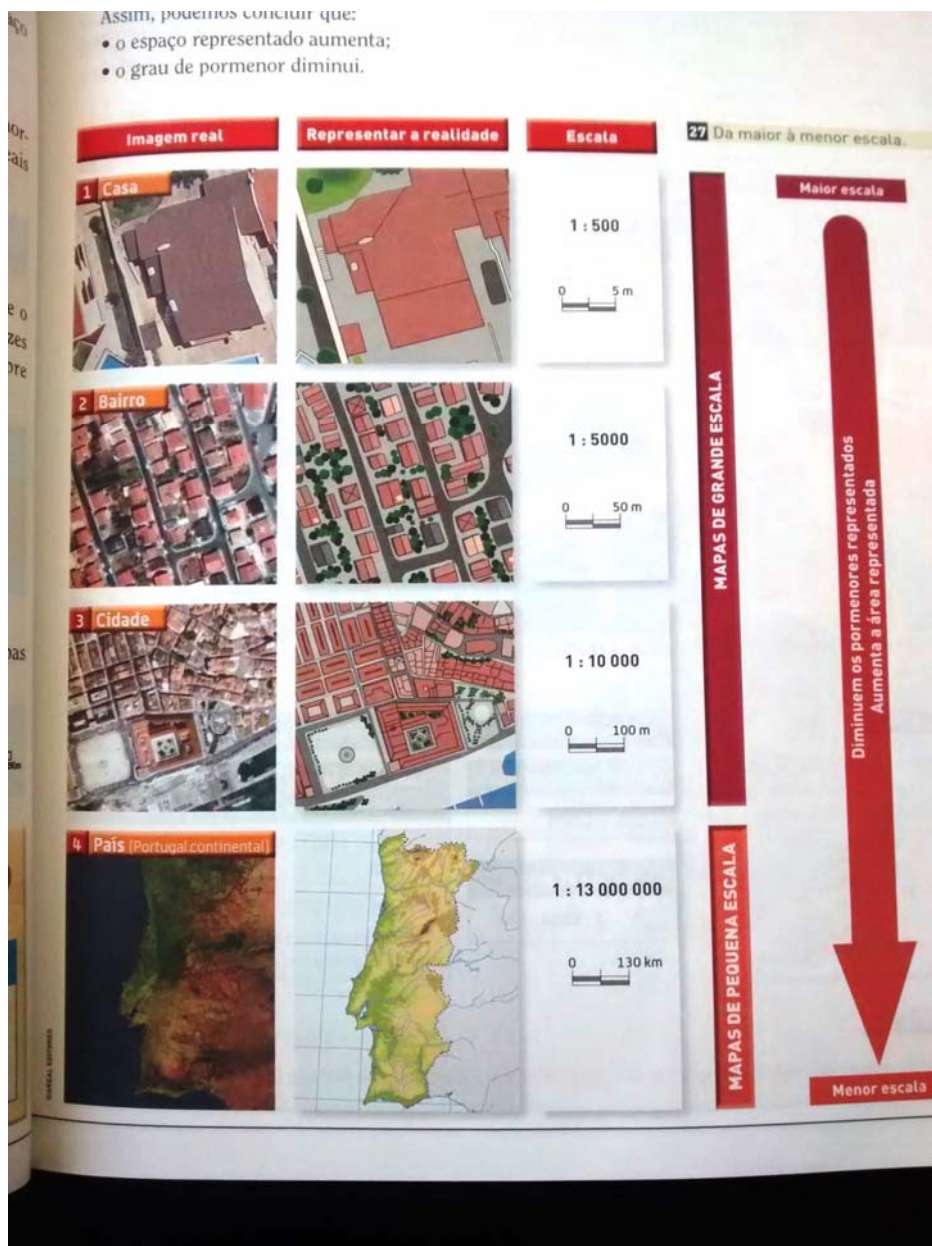 Assim, podemos concluir que:
• o espaço representado aumenta;
• o grau de pormenor diminui.
Imagem real
Representar a realidade
Escala
27 Da maior à menor escala.
1 Casa
1 : 500
0 5 m
2 Bairro
1 : 5000
0 50 m
3 Cidade
1 : 10 000
0 100 m
4 País (Portugal continental)
1 : 13 000 000
0 130 km
MAPAS DE GRANDE ESCALA
MAPAS DE PEQUENA ESCALA
Maior escala
Diminuem os pormenores representados
Aumenta a área representada
Menor escala